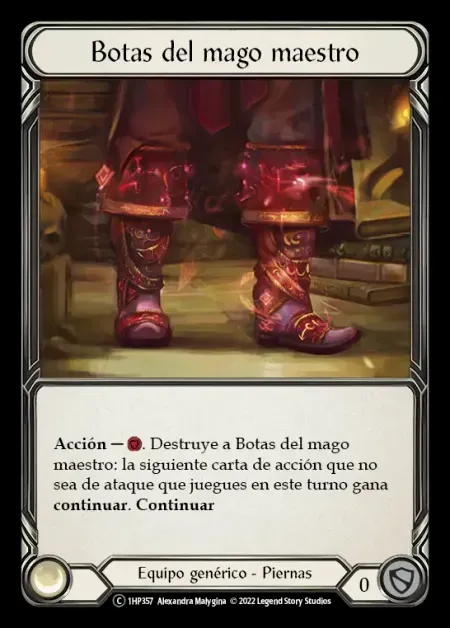 Botas del mago maestro
Acción — . Destruye a Botas del mago
maestro: la siguiente carta de acción que no
sea de ataque que juegues en este turno gana
continuar. Continuar
Equipo genérico - Piernas
0
C 1HP357 Alexandra Malygina © 2022 Legend Story Studios